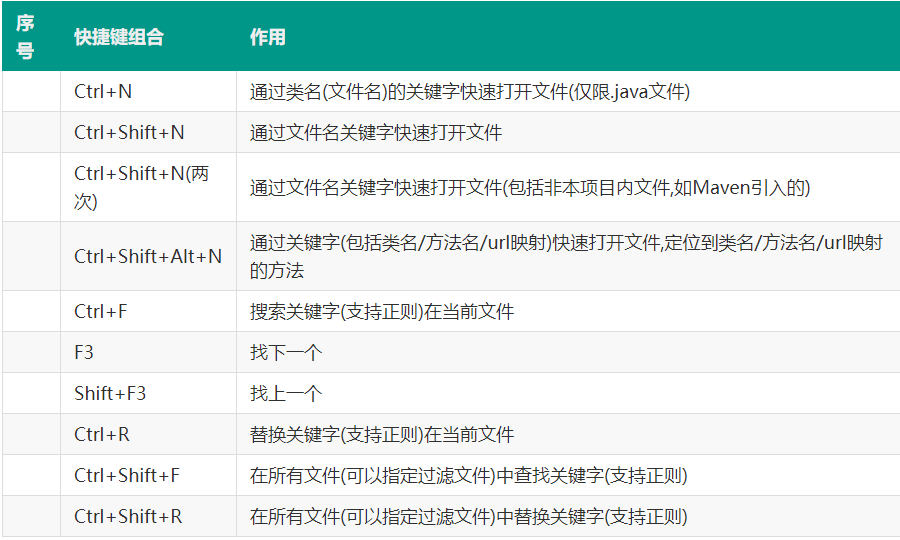 序
号
快捷键组合
作用
Ctrl+N
通过类名(文件名)的关键字快速打开文件(仅限.java文件)
Ctrl+Shift+N
通过文件名关键字快速打开文件
Ctrl+Shift+N(两
次)
通过文件名关键字快速打开文件(包括非本项目内文件,如Maven引入的)
Ctrl+Shift+Alt+N
通过关键字(包括类名/方法名/url映射)快速打开文件,定位到类名/方法名/url映射
的方法
Ctrl+F
搜索关键字(支持正则)在当前文件
F3
找下一个
Shift+F3
找上一个
Ctrl+R
替换关键字(支持正则)在当前文件
Ctrl+Shift+F
在所有文件(可以指定过滤文件)中查找关键字(支持正则)
Ctrl+Shift+R
在所有文件(可以指定过滤文件)中替换关键字(支持正则)